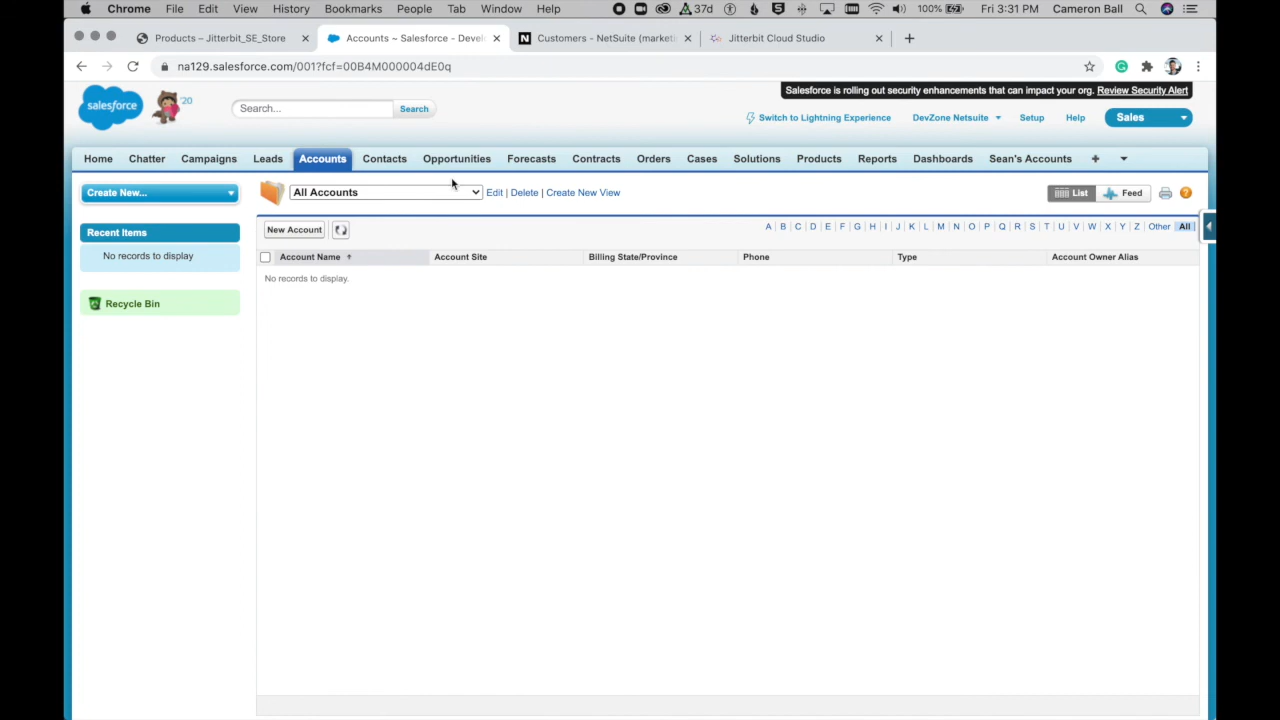 Chrome File Edit View History Bookmarks People Tab Window Help 37d 100% Fri 3:31 PM Cameron Ball
Products – Jitterbit_SE_Store
Accounts ~ Salesforce - Devel
Customers - NetSuite (marketi
Jitterbit Cloud Studio
na129.salesforce.com/001?fcf=00B4M000004dE0q
Salesforce is rolling out security enhancements that can impact your org. Review Security Alert
salesforce '20
Search... Search
Switch to Lightning Experience DevZone Netsuite Setup Help Sales
Home Chatter Campaigns Leads Accounts Contacts Opportunities Forecasts Contracts Orders Cases Solutions Products Reports Dashboards Sean's Accounts +
Create New...
All Accounts Edit | Delete | Create New View List Feed
Recent Items
No records to display
Recycle Bin
New Account A | B | C | D | E | F | G | H | I | J | K | L | M | N | O | P | Q | R | S | T | U | V | W | X | Y | Z | Other | All
Account Name Account Site Billing State/Province Phone Type Account Owner Alias
No records to display.